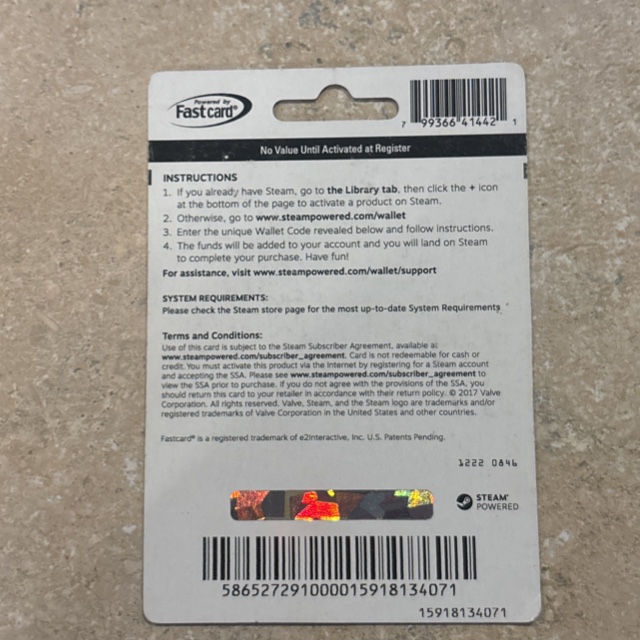 Powered by
Fastcard®
7 99366 41442 1
No Value Until Activated at Register
INSTRUCTIONS
1. If you already have Steam, go to the Library tab, then click the + icon
at the bottom of the page to activate a product on Steam.
2. Otherwise, go to www.steampowered.com/wallet
3. Enter the unique Wallet Code revealed below and follow instructions.
4. The funds will be added to your account and you will land on Steam
to complete your purchase. Have fun!
For assistance, visit www.steampowered.com/wallet/support
SYSTEM REQUIREMENTS:
Please check the Steam store page for the most up-to-date System Requirements
Terms and Conditions:
Use of this card is subject to the Steam Subscriber Agreement, available at
www.steampowered.com/subscriber_agreement. Card is not redeemable for cash or
credit. You must activate this product via the Internet by registering for a Steam account
and accepting the SSA. Please see www.steampowered.com/subscriber_agreement to
view the SSA prior to purchase. If you do not agree with the provisions of the SSA, you
should return this card to your retailer in accordance with their return policy. © 2017 Valve
Corporation. All rights reserved. Valve, Steam, and the Steam logo are trademarks and/or
registered trademarks of Valve Corporation in the United States and other countries.
Fastcard® is a registered trademark of e2interactive, Inc. U.S. Patents Pending.
1222 0846
STEAM®
POWERED
586527291000015918134071
15918134071